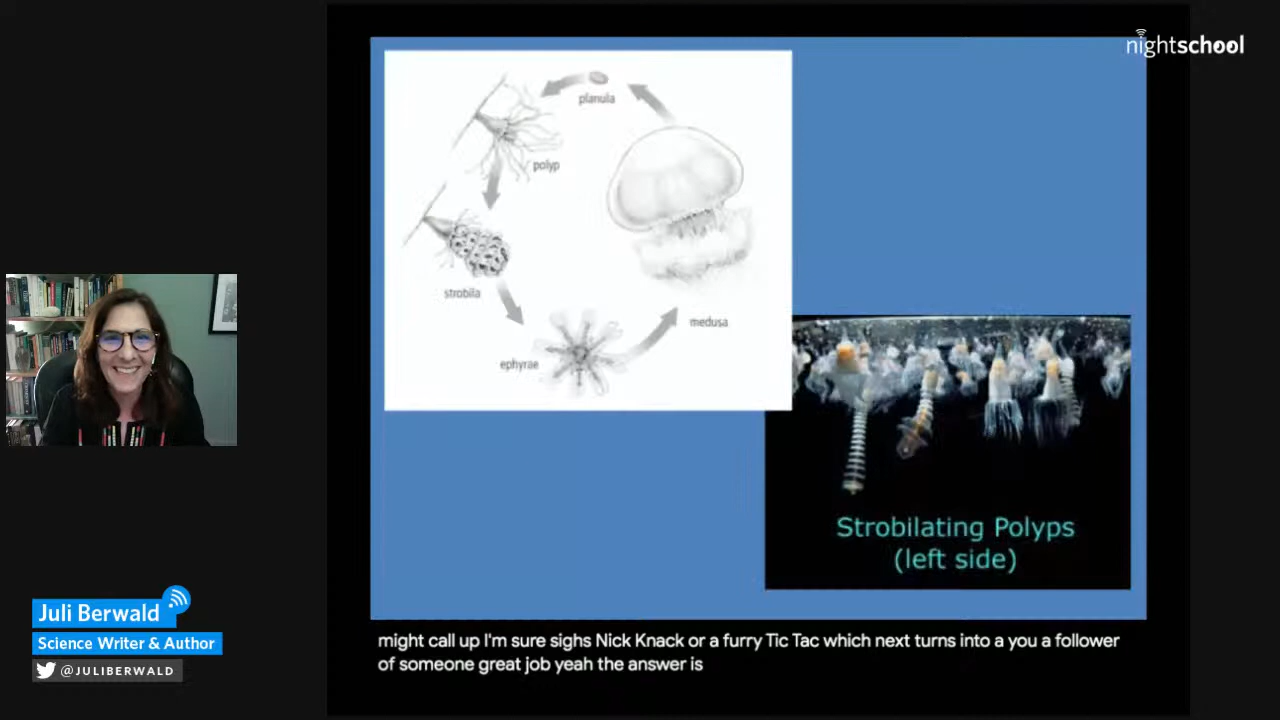 nightschool
planula
polyp
strobila
ephyrae
medusa
Strobilating Polyps
(left side)
Juli Berwald
Science Writer & Author
@JULIBERWALD
might call up I'm sure sighs Nick Knack or a furry Tic Tac which next turns into a you a follower
of someone great job yeah the answer is